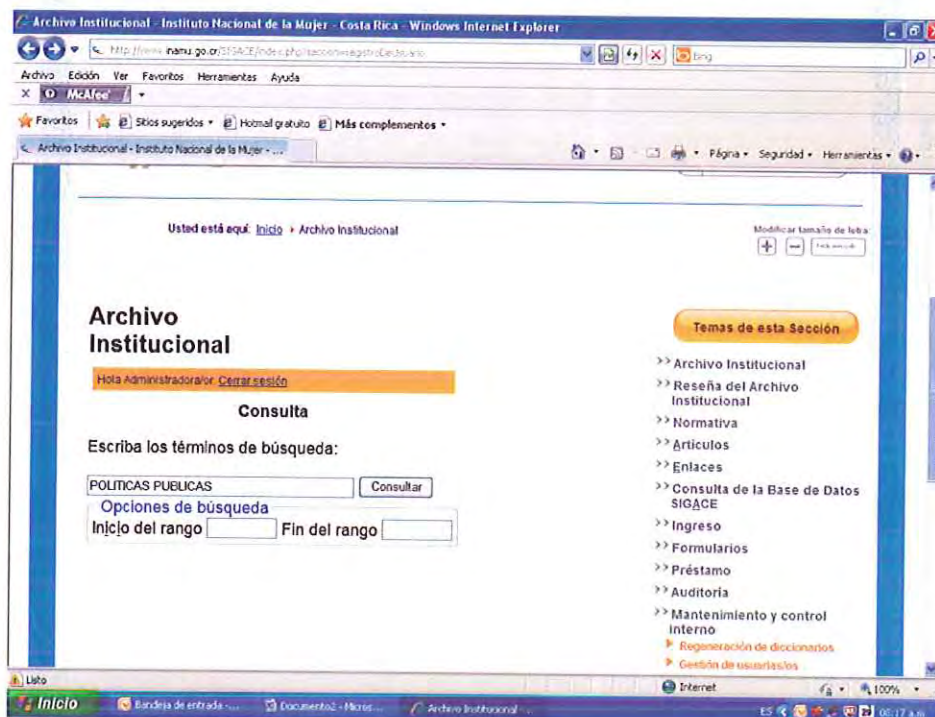 Archivo Institucional - Instituto Nacional de la Mujer - Costa Rica - Windows Internet Explorer
bing
Archivo Edición Ver Favoritos Herramientas Ayuda
X McAfee
Favoritos Sitios sugeridos Hotmail gratuito Más complementos
Archivo Institucional - Instituto Nacional de la Mujer - ...
Página Seguridad Herramientas
Usted está aquí: Inicio Archivo Institucional
Modificar tamaño de letra:
+ -
Archivo
Institucional
Hola Administradora/or. Cerrar sesión
Consulta
Escriba los términos de búsqueda:
POLITICAS PUBLICAS Consultar
Opciones de búsqueda
Inicio del rango Fin del rango
Temas de esta Sección
>> Archivo Institucional
>> Reseña del Archivo
Institucional
>> Normativa
>> Artículos
>> Enlaces
>> Consulta de la Base de Datos
SIGACE
>> Ingreso
>> Formularios
>> Préstamo
>> Auditoría
>> Mantenimiento y control
interno
Regeneración de diccionarios
Gestión de usuarias/os
Listo Internet 100%
Inicio Bandeja de entrada - ... Documento2 - Micros... Archivo Institucional - ... ES 08:17 a.m.